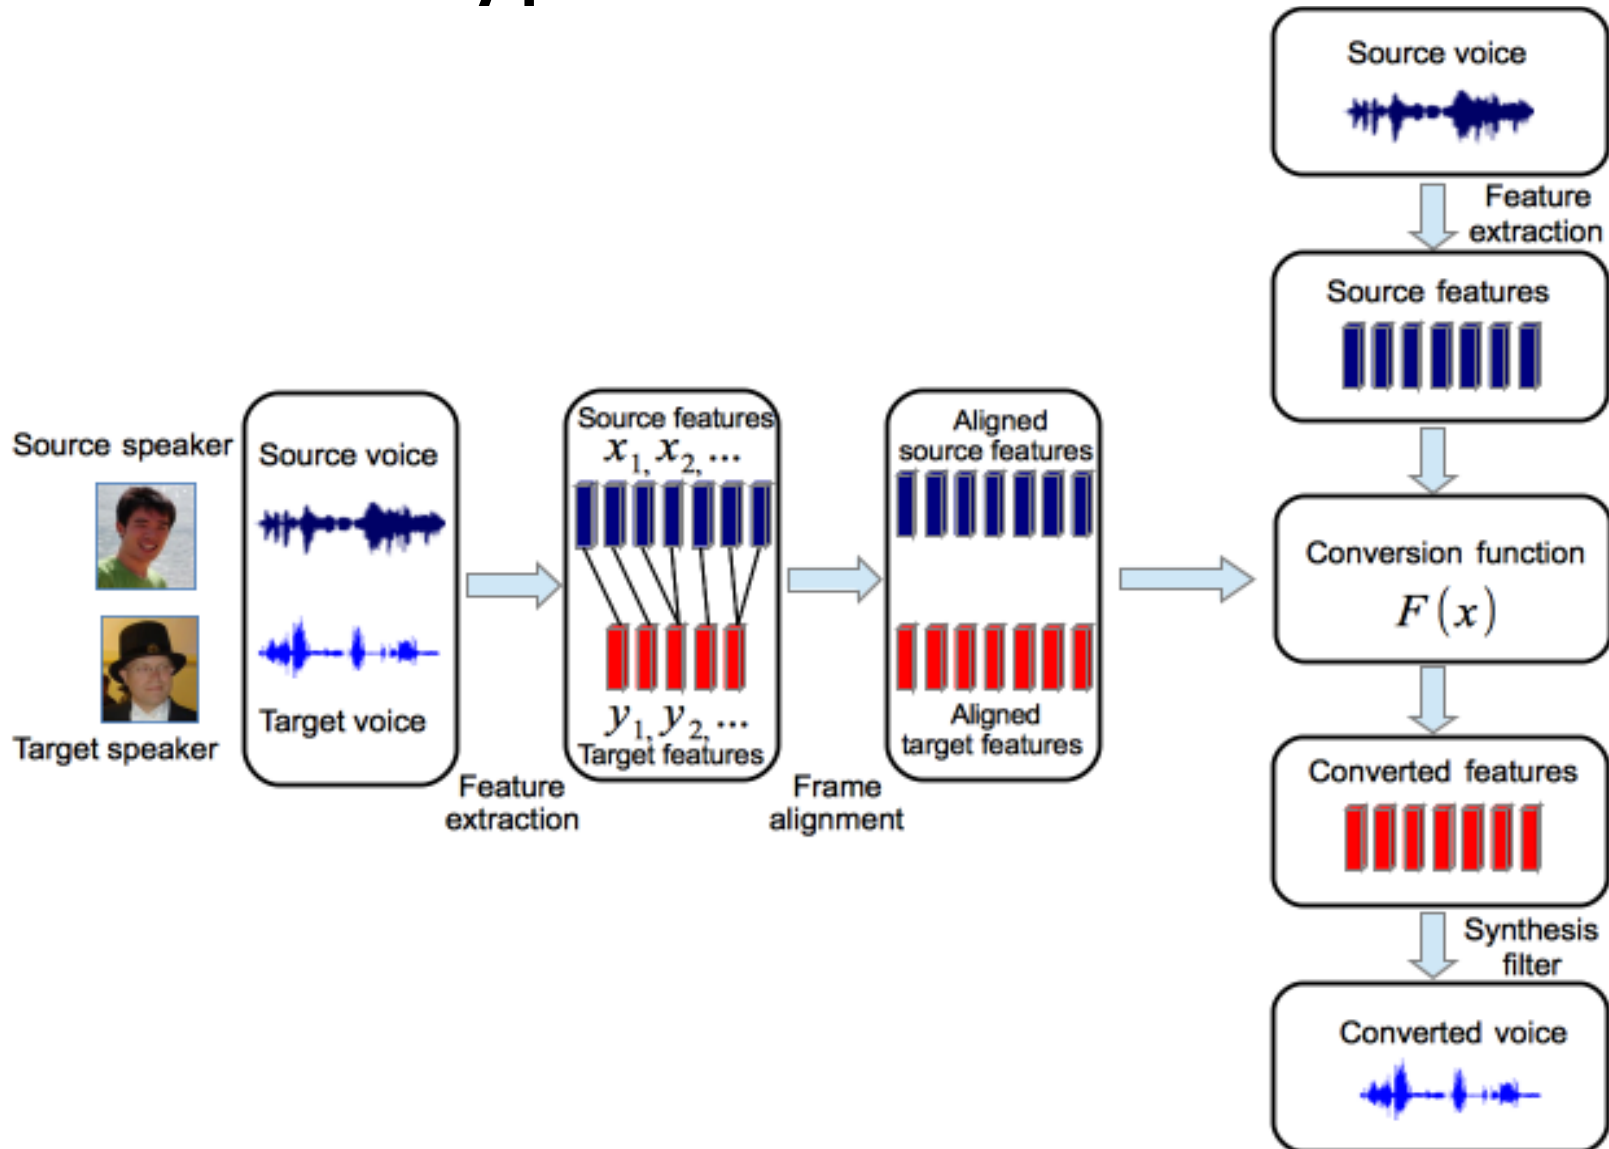 Source voice
Feature
extraction
Source features
Source speaker
Source voice
Target voice
Target speaker
Feature
extraction
Source features
x1, x2, ...
y1, y2, ...
Target features
Frame
alignment
Aligned
source features
Aligned
target features
Conversion function
F(x)
Converted features
Synthesis
filter
Converted voice